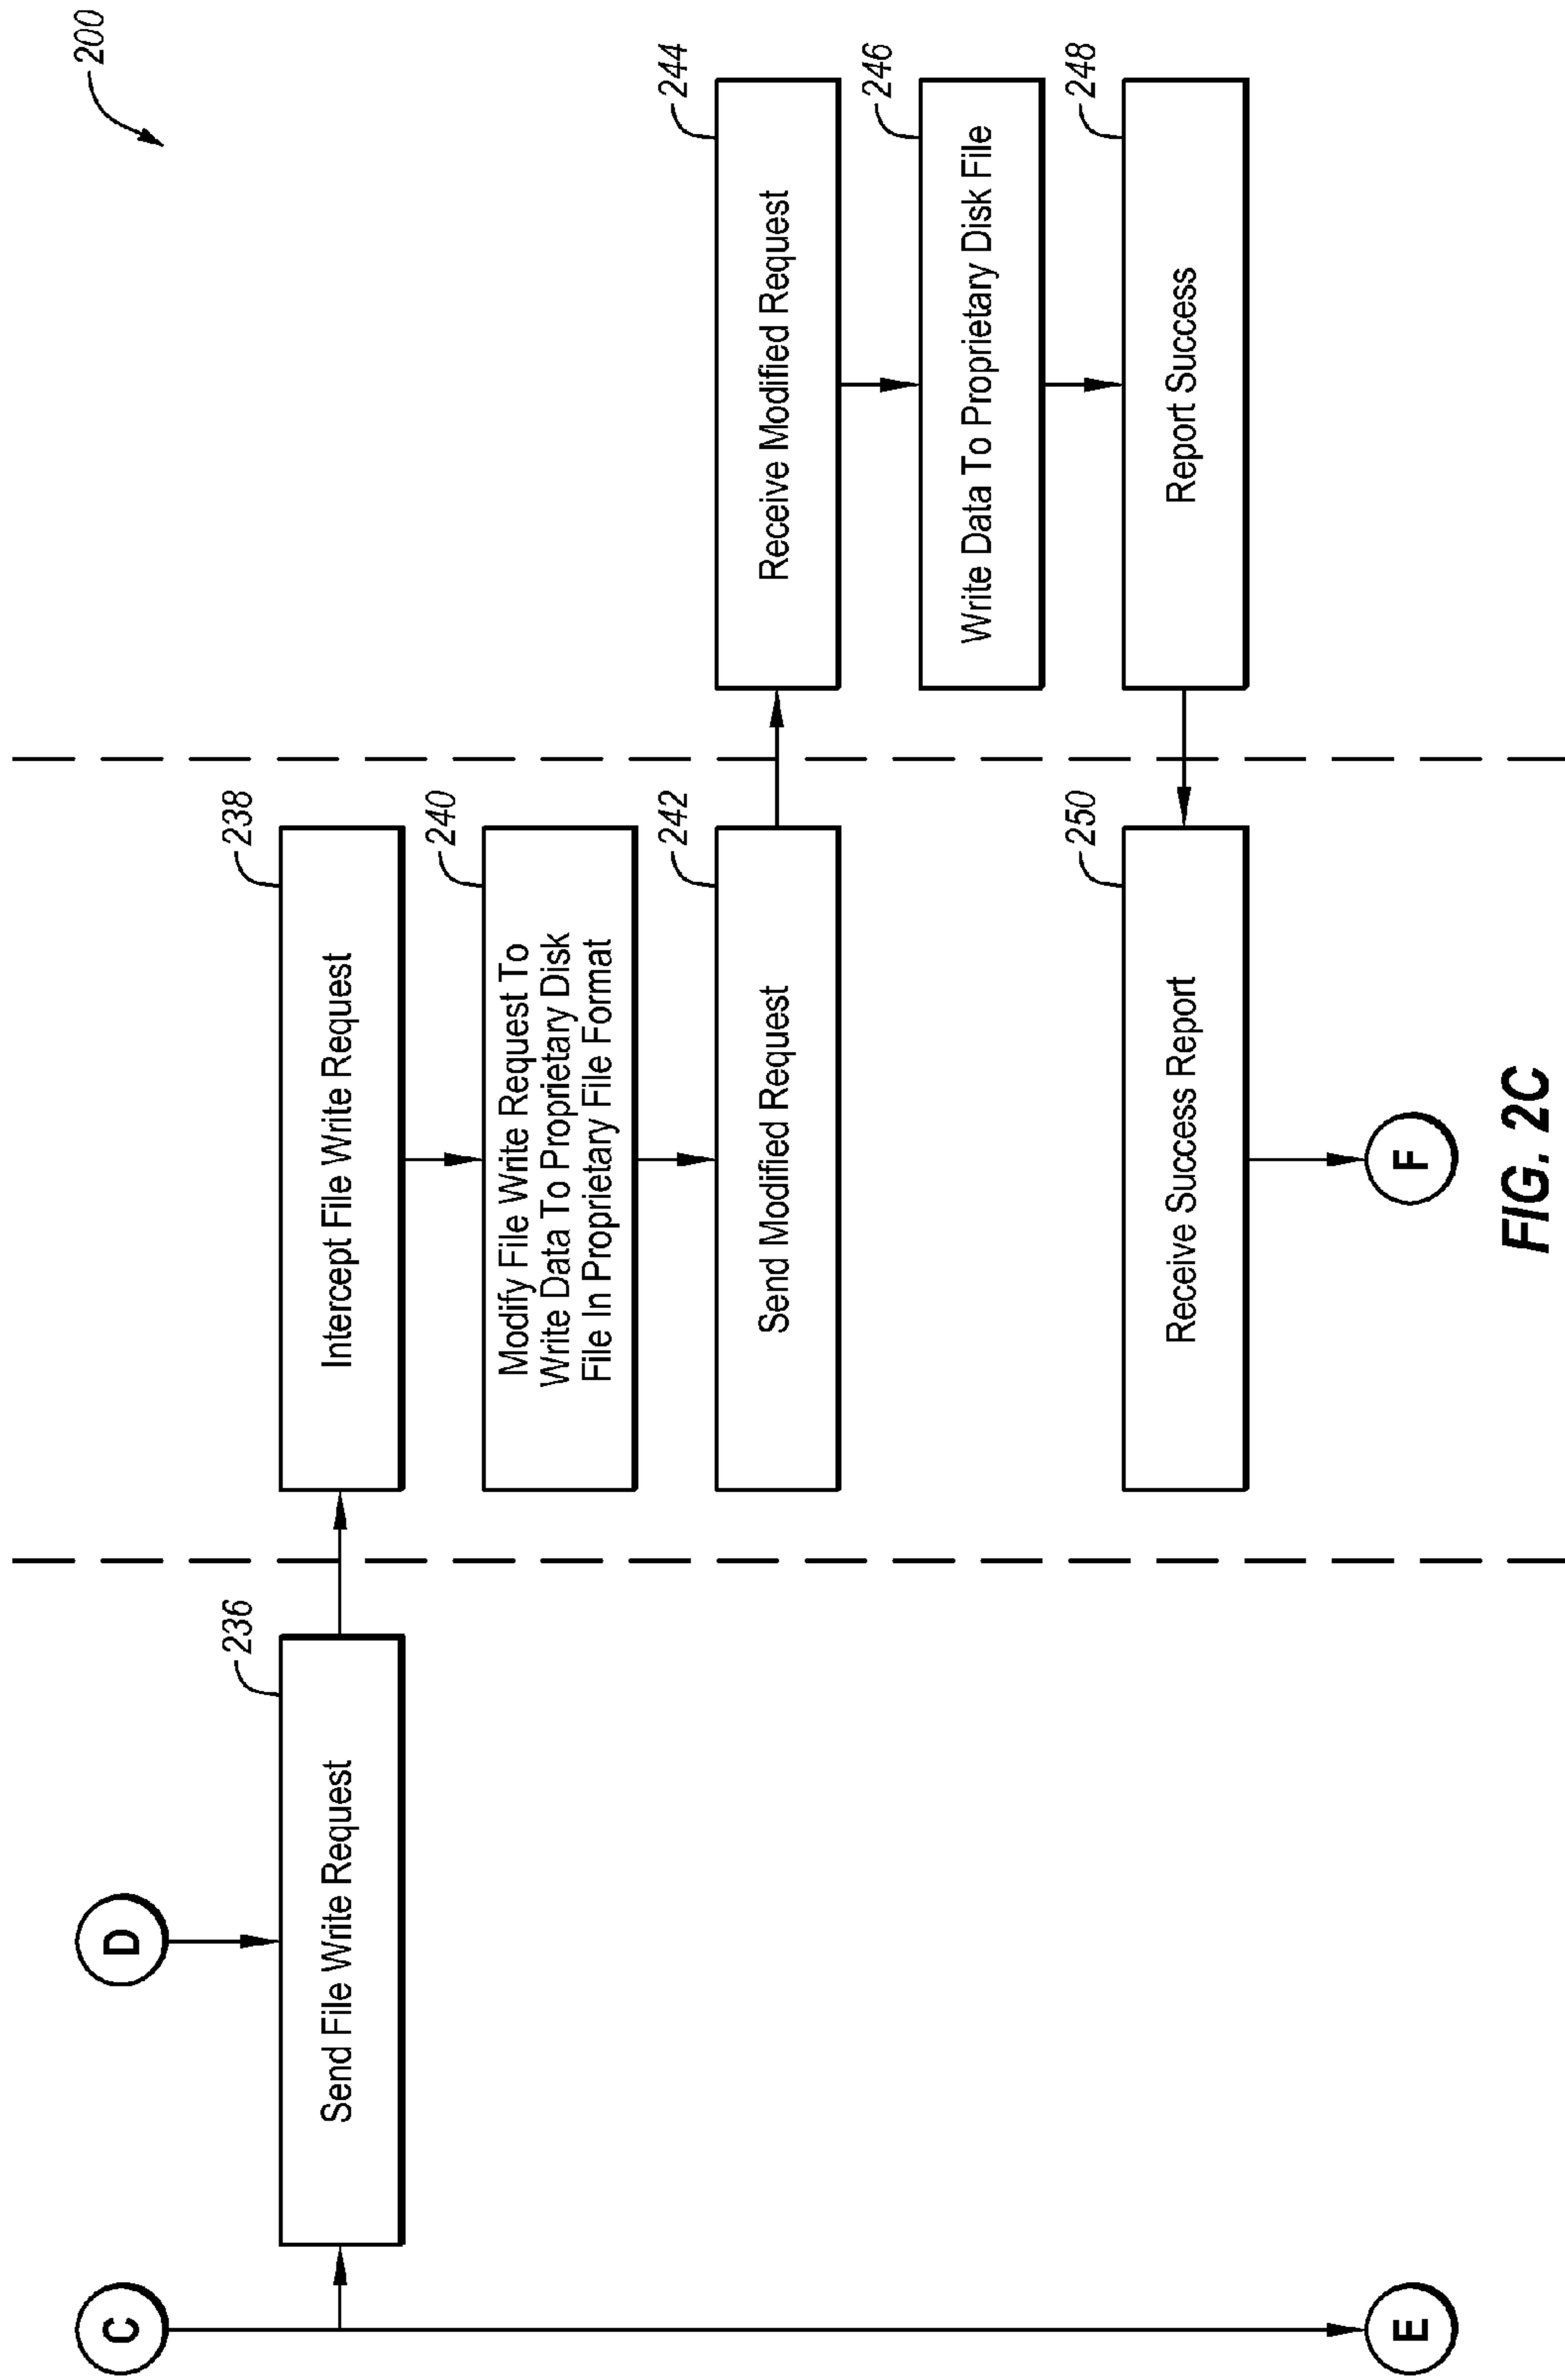 200
C
D
236
Send File Write Request
238
Intercept File Write Request
240
Modify File Write Request To
Write Data To Proprietary Disk
File In Proprietary File Format
242
Send Modified Request
244
Receive Modified Request
246
Write Data To Proprietary Disk File
248
Report Success
250
Receive Success Report
E
F
FIG. 2C